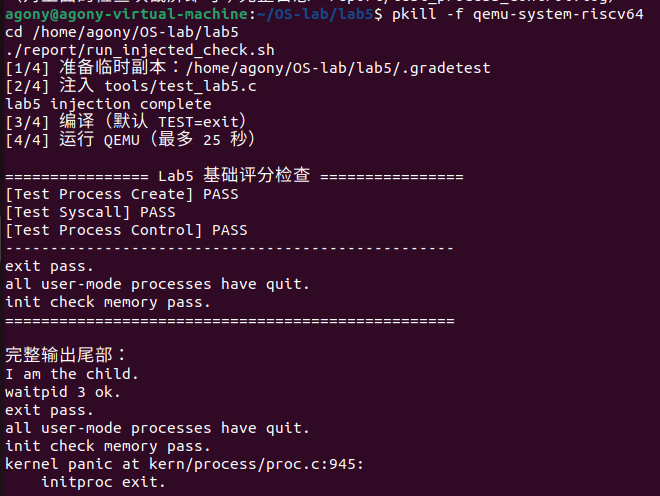 agony@agony-virtual-machine:~/OS-lab/lab5$ pkill -f qemu-system-riscv64
cd /home/agony/OS-lab/lab5
./report/run_injected_check.sh
[1/4] 准备临时副本：/home/agony/OS-lab/lab5/.gradetest
[2/4] 注入 tools/test_lab5.c
lab5 injection complete
[3/4] 编译（默认 TEST=exit）
[4/4] 运行 QEMU（最多 25 秒）
================ Lab5 基础评分检查 ================
[Test Process Create] PASS
[Test Syscall] PASS
[Test Process Control] PASS
--------------------------------------------------
exit pass.
all user-mode processes have quit.
init check memory pass.
==================================================
完整输出尾部：
I am the child.
waitpid 3 ok.
exit pass.
all user-mode processes have quit.
init check memory pass.
kernel panic at kern/process/proc.c:945:
    initproc exit.